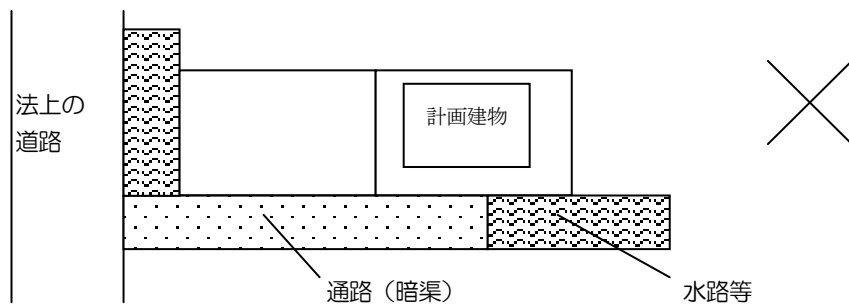 法上の
道路
計画建物
通路（暗渠）
水路等